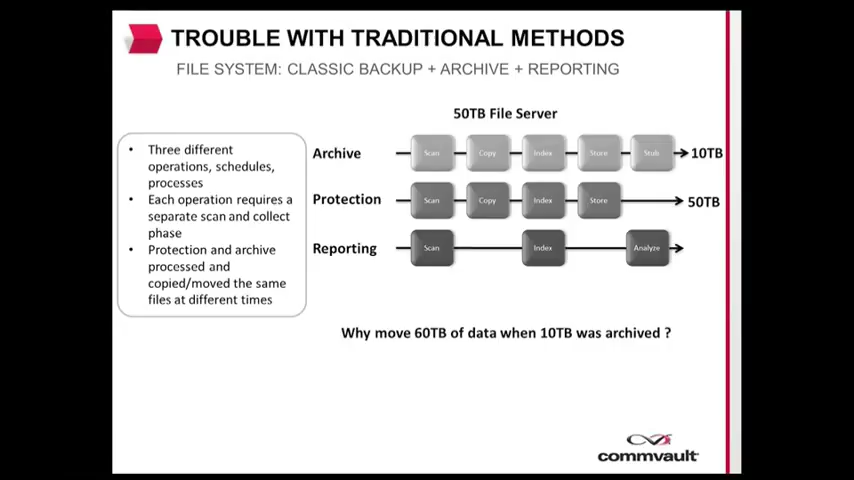 TROUBLE WITH TRADITIONAL METHODS
FILE SYSTEM: CLASSIC BACKUP + ARCHIVE + REPORTING
50TB File Server
• Three different
operations, schedules,
processes
• Each operation requires a
separate scan and collect
phase
• Protection and archive
processed and
copied/moved the same
files at different times
Archive Scan Copy Index Store Stub 10TB
Protection Scan Copy Index Store 50TB
Reporting Scan Index Analyze
Why move 60TB of data when 10TB was archived ?
commvault